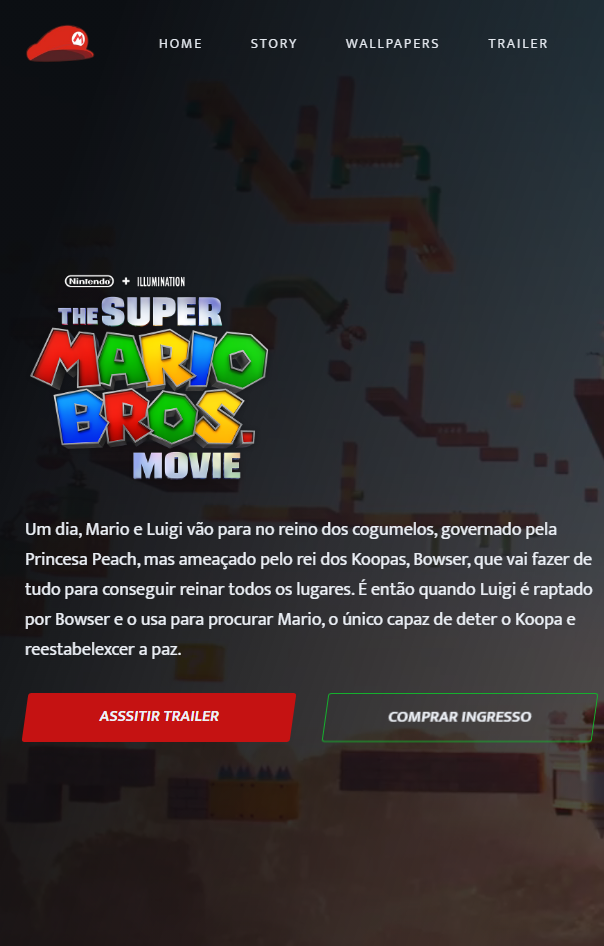 HOME STORY WALLPAPERS TRAILER
Nintendo + ILLUMINATION
THE SUPER
MARIO
BROS.
MOVIE
Um dia, Mario e Luigi vão para no reino dos cogumelos, governado pela
Princesa Peach, mas ameaçado pelo rei dos Koopas, Bowser, que vai fazer de
tudo para conseguir reinar todos os lugares. É então quando Luigi é raptado
por Bowser e o usa para procurar Mario, o único capaz de deter o Koopa e
reestabelexcer a paz.
ASSSITIR TRAILER COMPRAR INGRESSO